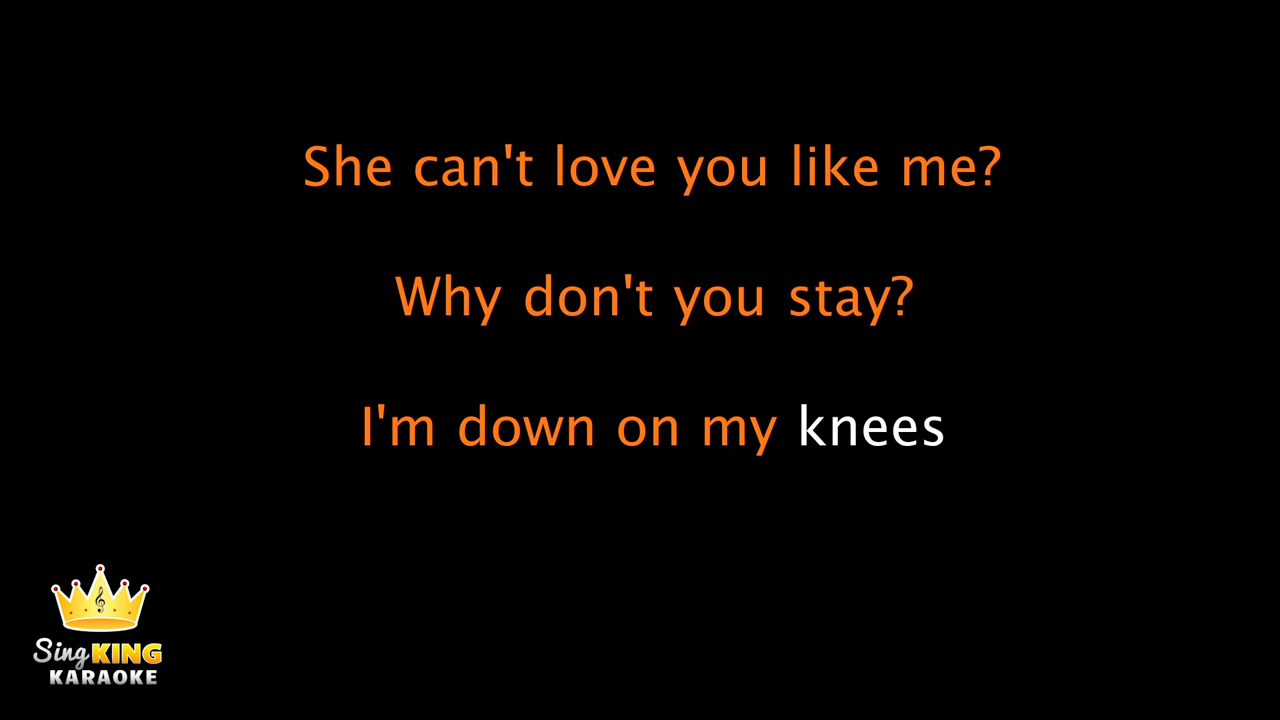 She can't love you like me?
Why don't you stay?
I'm down on my knees
Sing KING
KARAOKE